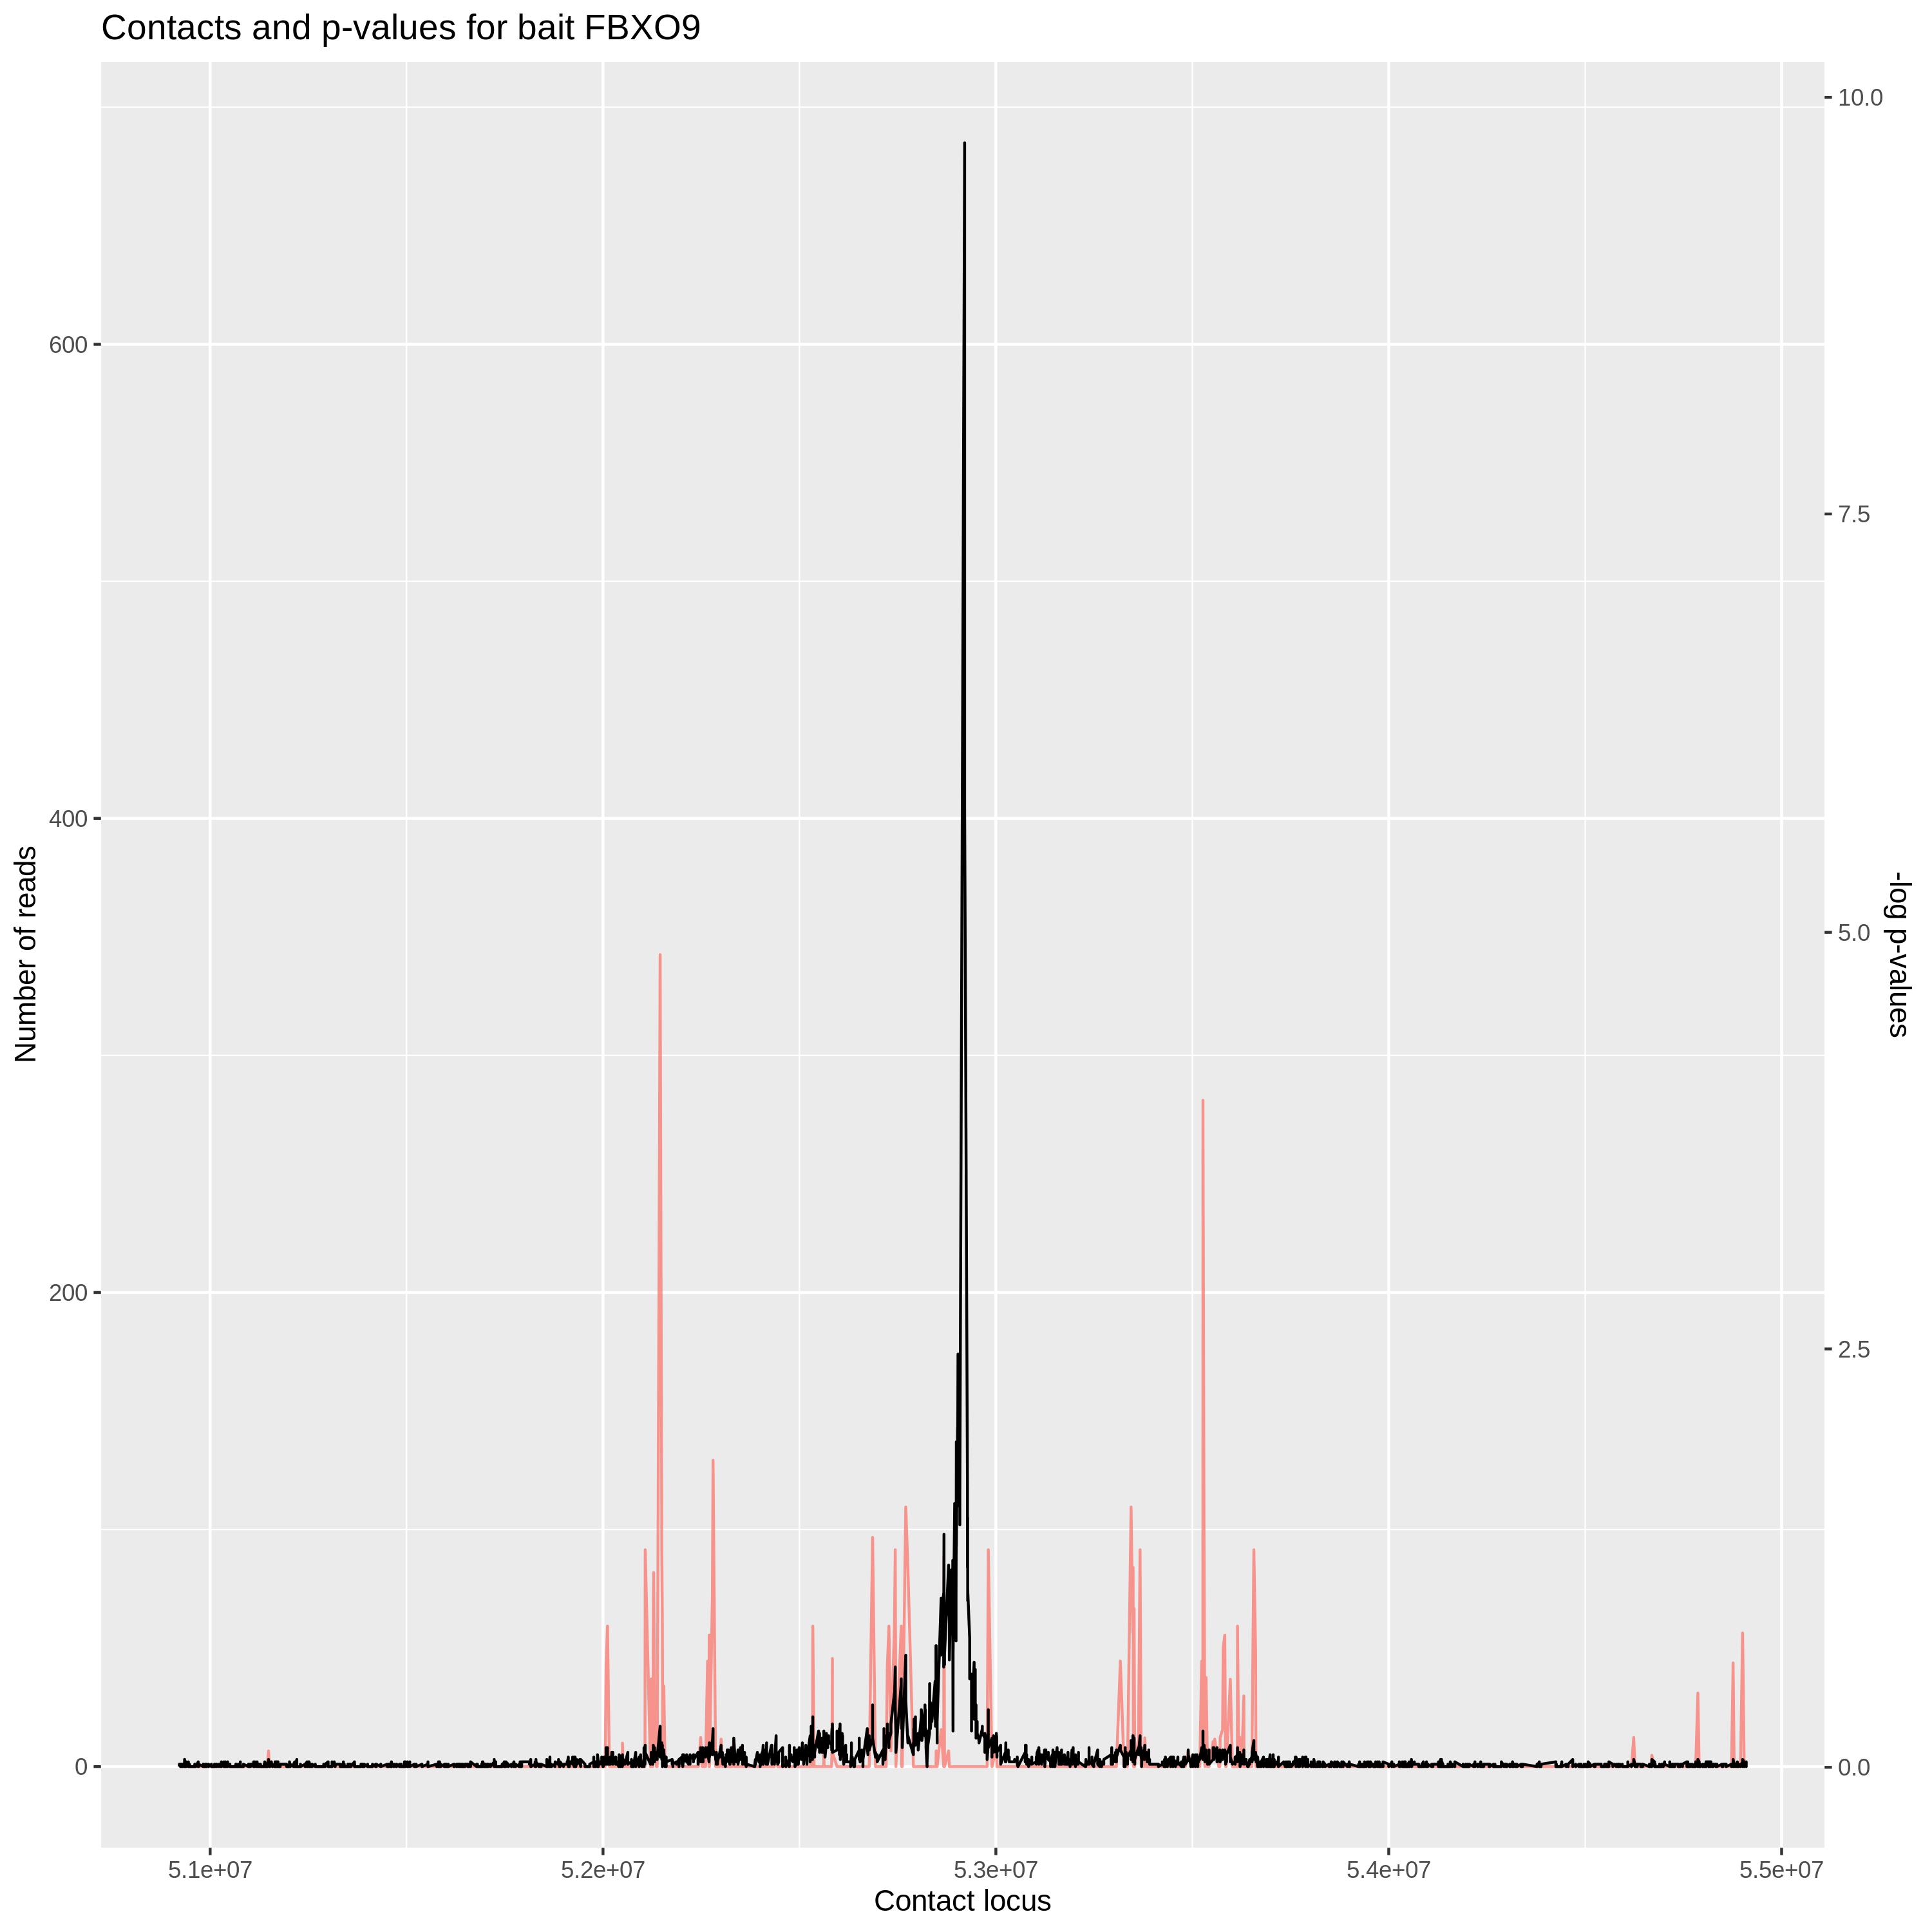 Contacts and p-values for bait FBXO9
Number of reads
600
400
200
0
10.0
7.5
5.0
2.5
0.0
-log p-values
5.1e+07
5.2e+07
5.3e+07
5.4e+07
5.5e+07
Contact locus